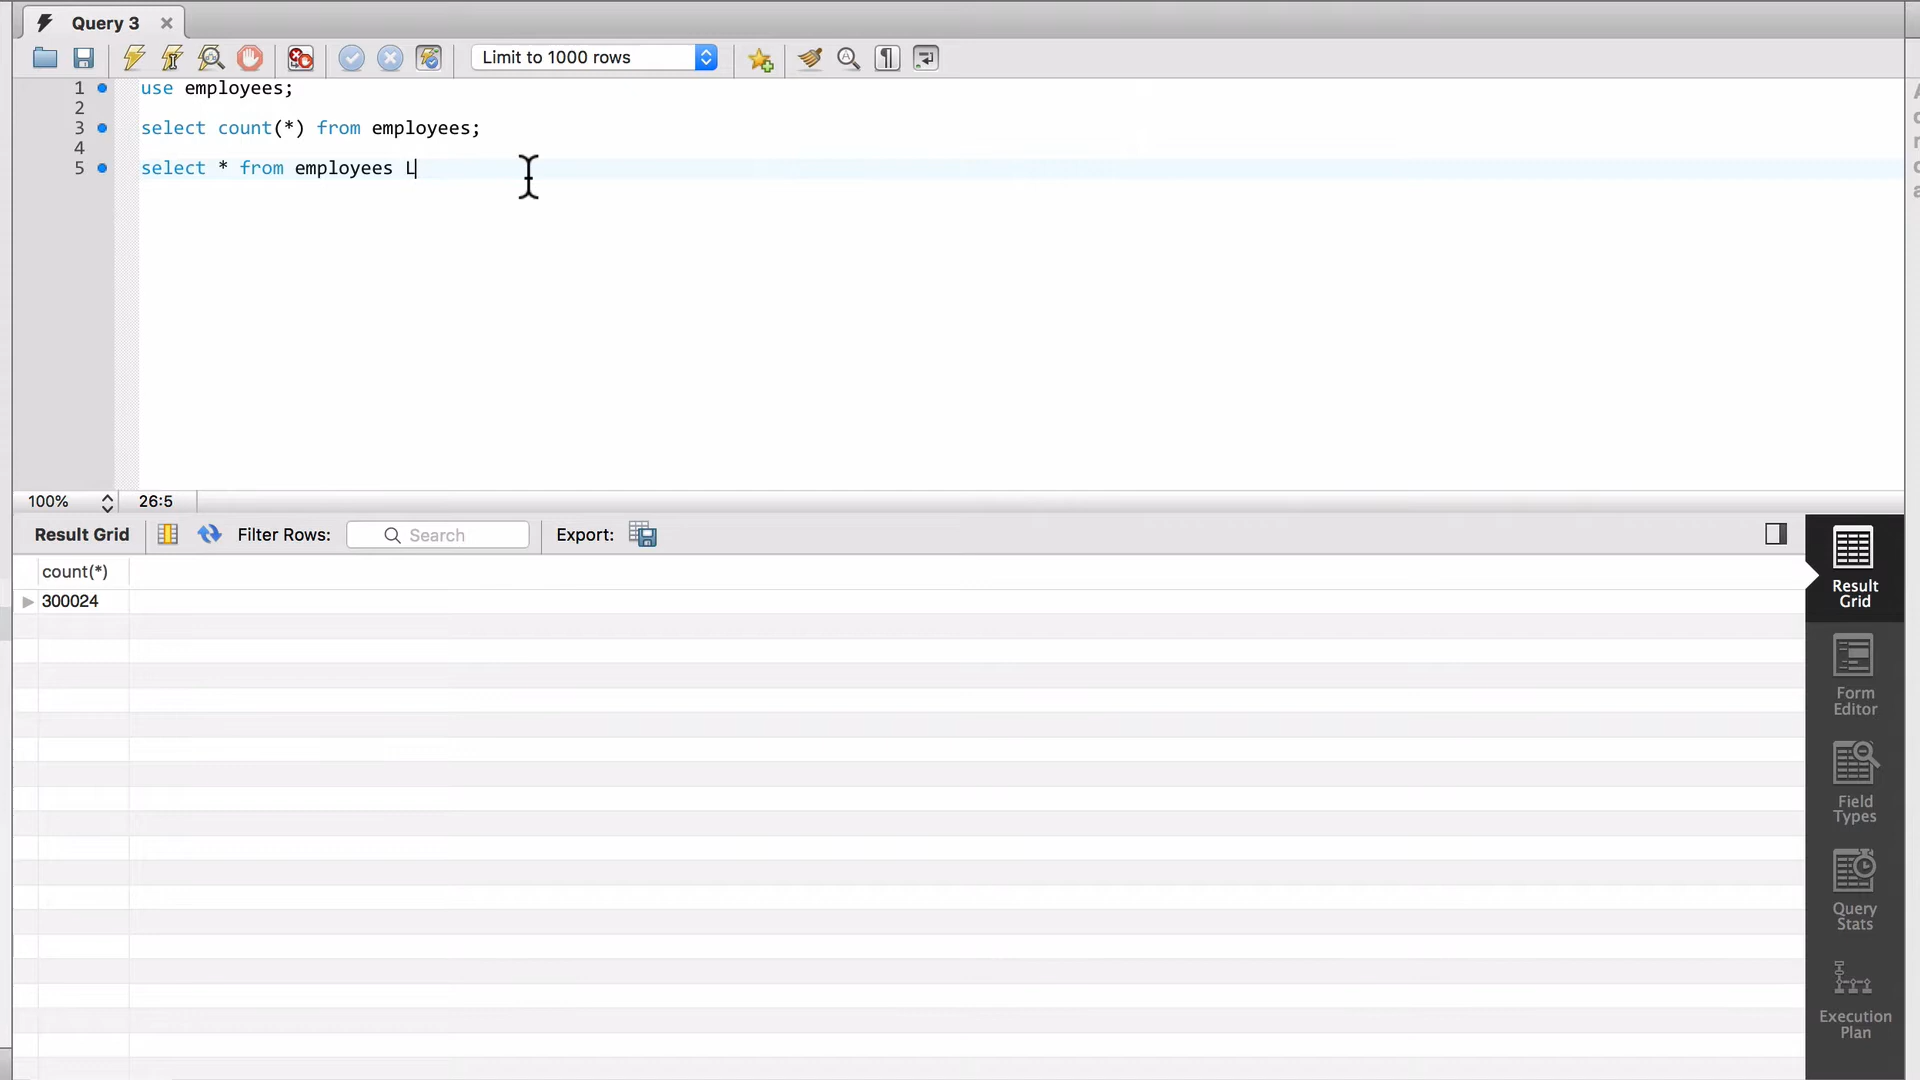 Query 3
Limit to 1000 rows
1 use employees;
2
3 select count(*) from employees;
4
5 select * from employees L
100% 26:5
Result Grid Filter Rows: Search Export:
count(*)
300024
Result
Grid
Form
Editor
Field
Types
Query
Stats
Execution
Plan